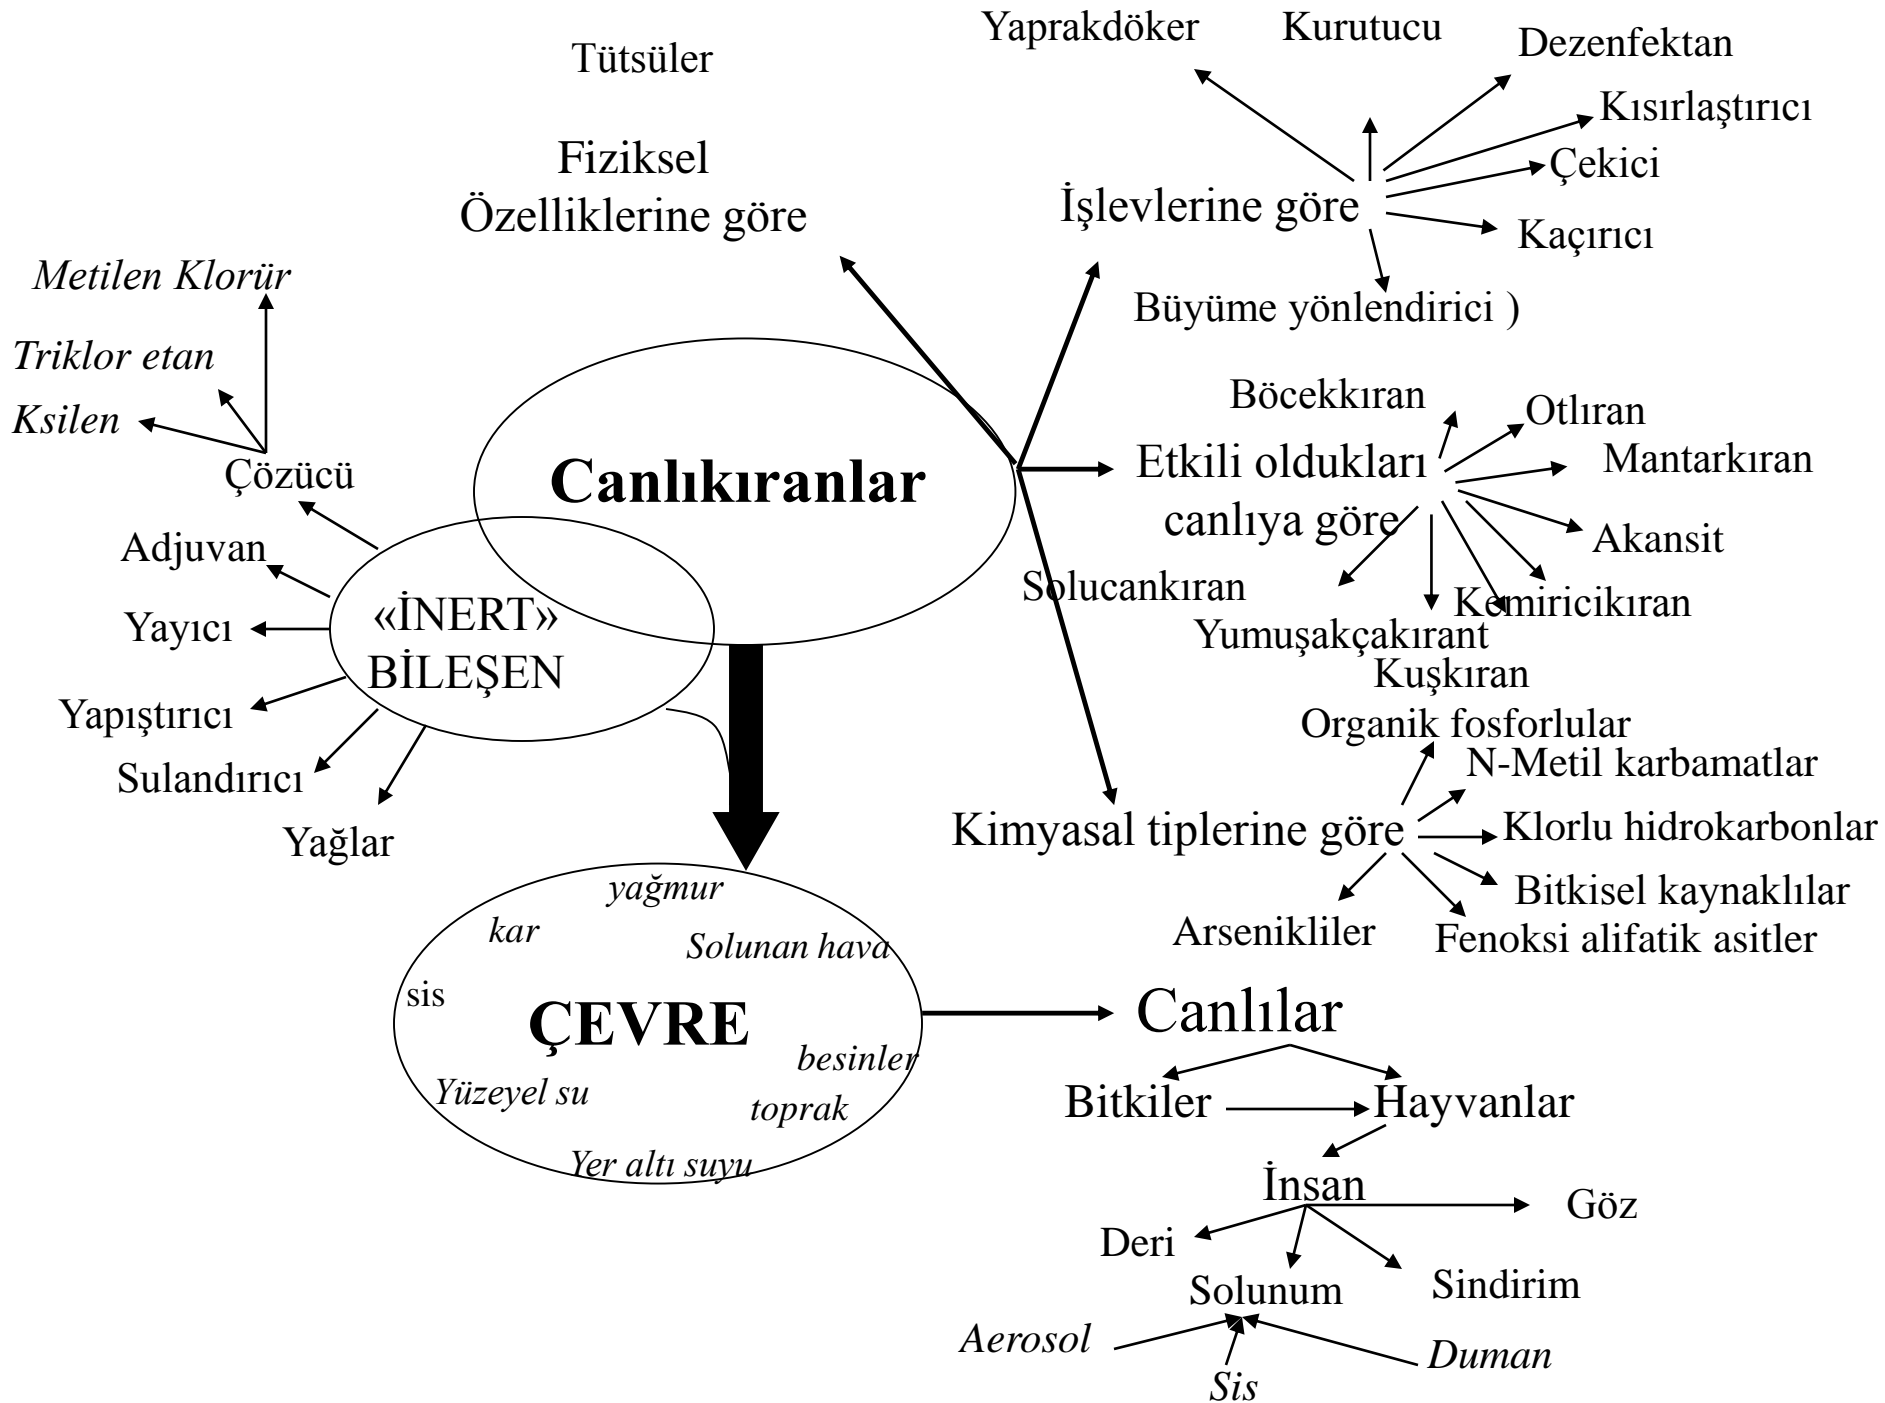 Yaprakdöker
Kurutucu
Dezenfektan
Tütsüler
Kısırlaştırıcı
Fiziksel
Özelliklerine göre
Çekici
İşlevlerine göre
Kaçırıcı
Metilen Klorür
Büyüme yönlendirici )
Triklor etan
Ksilen
Böcekkıran
Otlıran
Çözücü
Canlıkıranlar
Etkili oldukları
canlıya göre
Mantarkıran
Adjuvan
Akansit
Solucankıran
Kemiricikıran
Yayıcı
«İNERT»
BİLEŞEN
Yumuşakçakırant
Kuşkıran
Yapıştırıcı
Organik fosforlular
N-Metil karbamatlar
Sulandırıcı
Yağlar
Kimyasal tiplerine göre
Klorlu hidrokarbonlar
Bitkisel kaynaklılar
Arsenikliler
Fenoksi alifatik asitler
yağmur
kar
Solunan hava
sis
ÇEVRE
besinler
Yüzeyel su
toprak
Yer altı suyu
Canlılar
Bitkiler
Hayvanlar
İnsan
Göz
Deri
Solunum
Sindirim
Aerosol
Sis
Duman